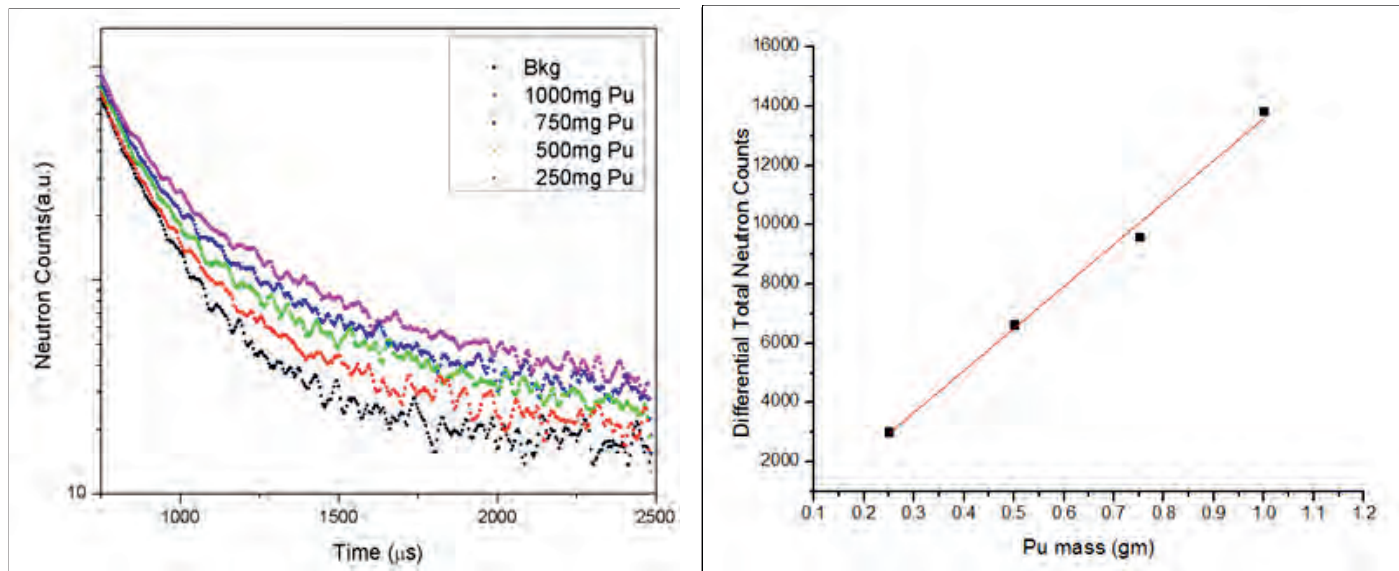 Bkg
1000mg Pu
750mg Pu
500mg Pu
250mg Pu
Neutron Counts(a.u.)
10
1000
1500
2000
2500
Time (μs)
16000
14000
12000
10000
8000
6000
4000
2000
Differential Total Neutron Counts
0.1 0.2 0.3 0.4 0.5 0.6 0.7 0.8 0.9 1.0 1.1 1.2
Pu mass (gm)